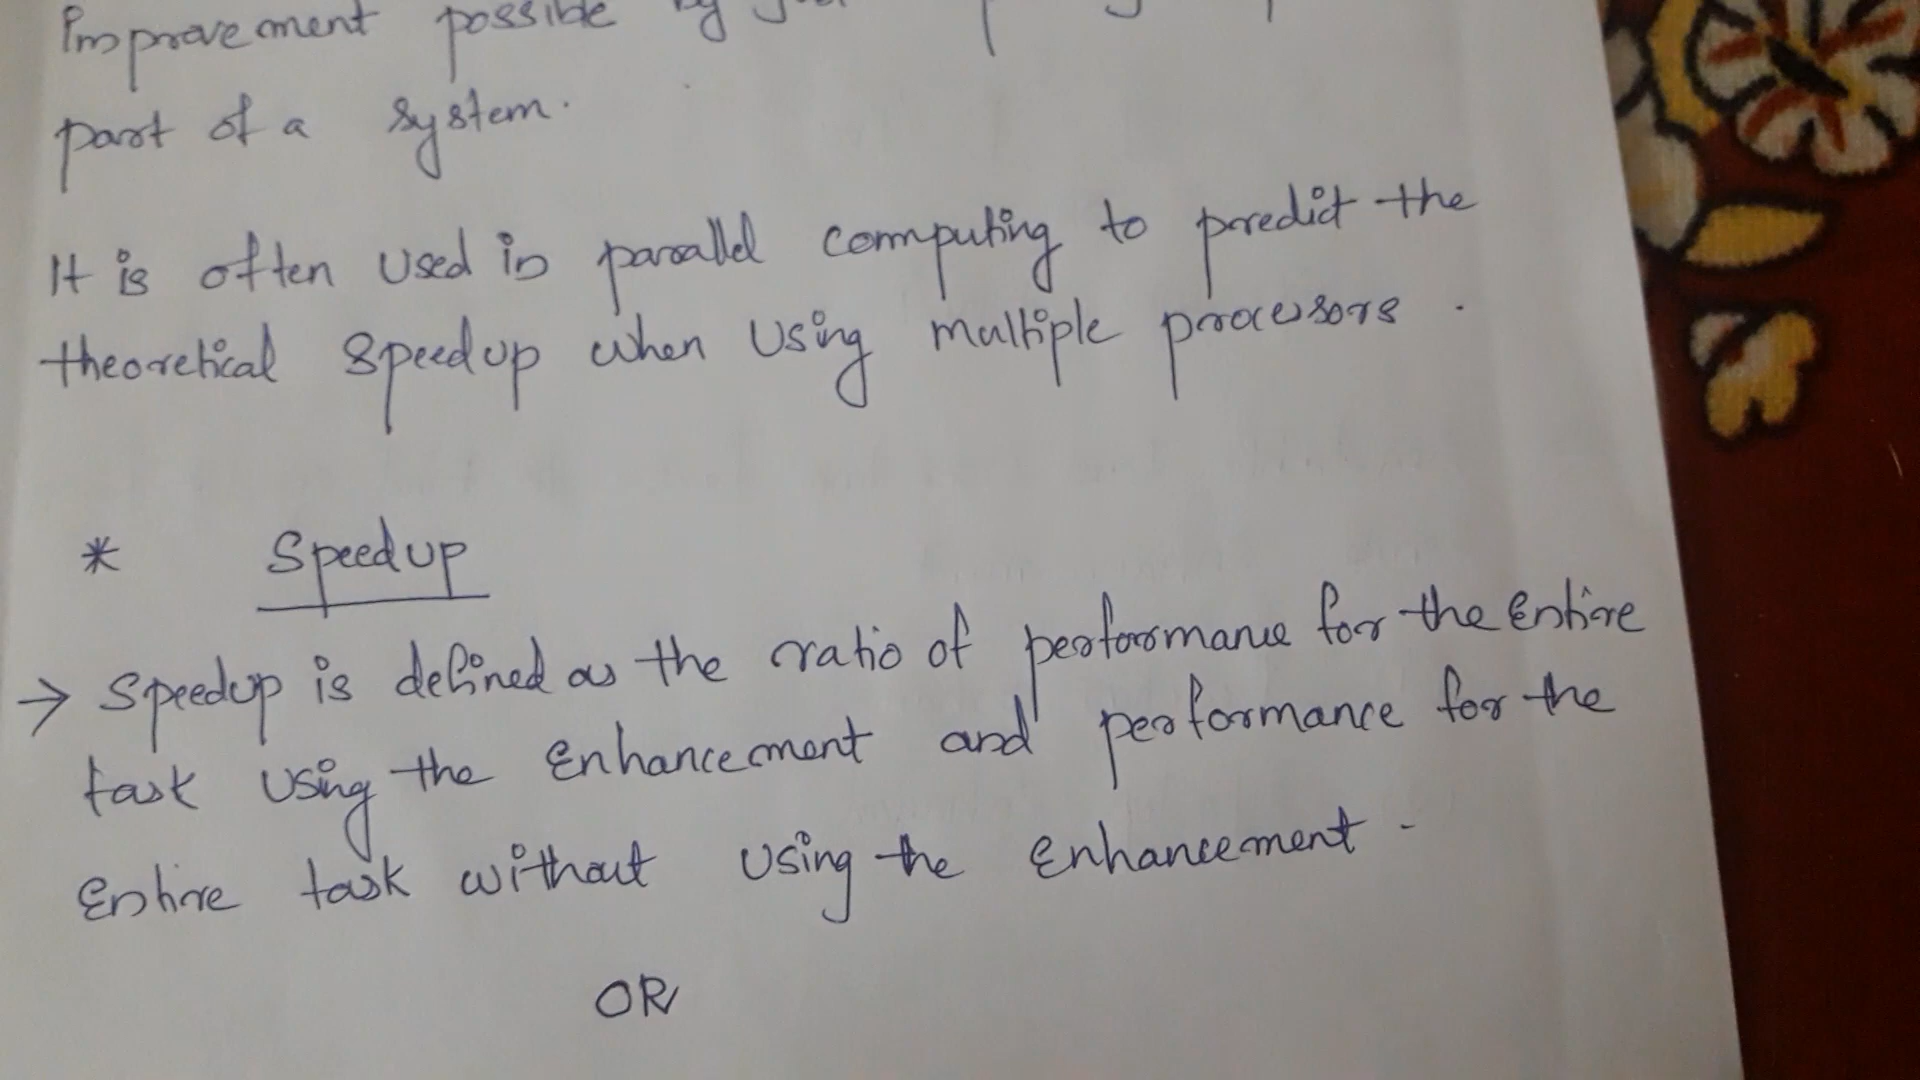 Improvement possible by
part of a system.
It is often used in parallel computing to predict the
theoretical speedup when using multiple processors.
* Speedup
→ Speedup is defined as the ratio of performance for the entire
task using the enhancement and performance for the
entire task without using the enhancement.
OR